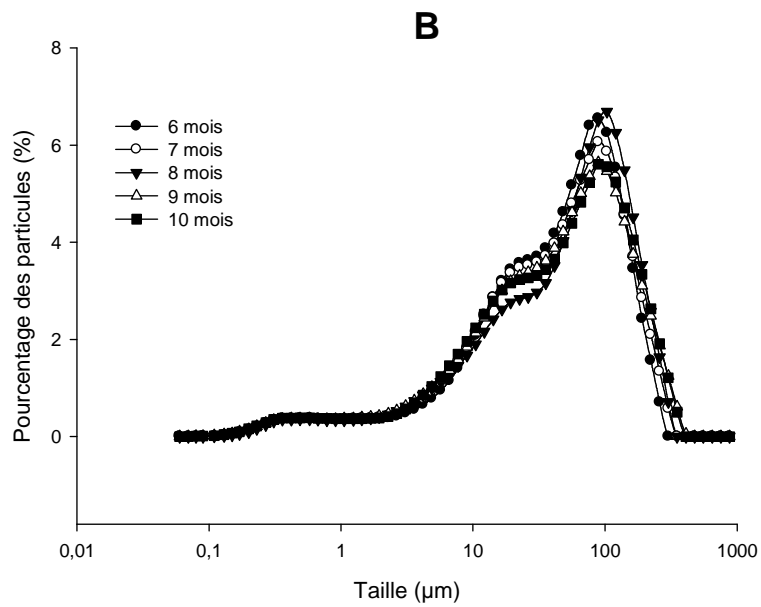 B
Pourcentage des particules (%)
8
6
4
2
0
6 mois
7 mois
8 mois
9 mois
10 mois
0,01
0,1
1
10
100
1000
Taille (µm)